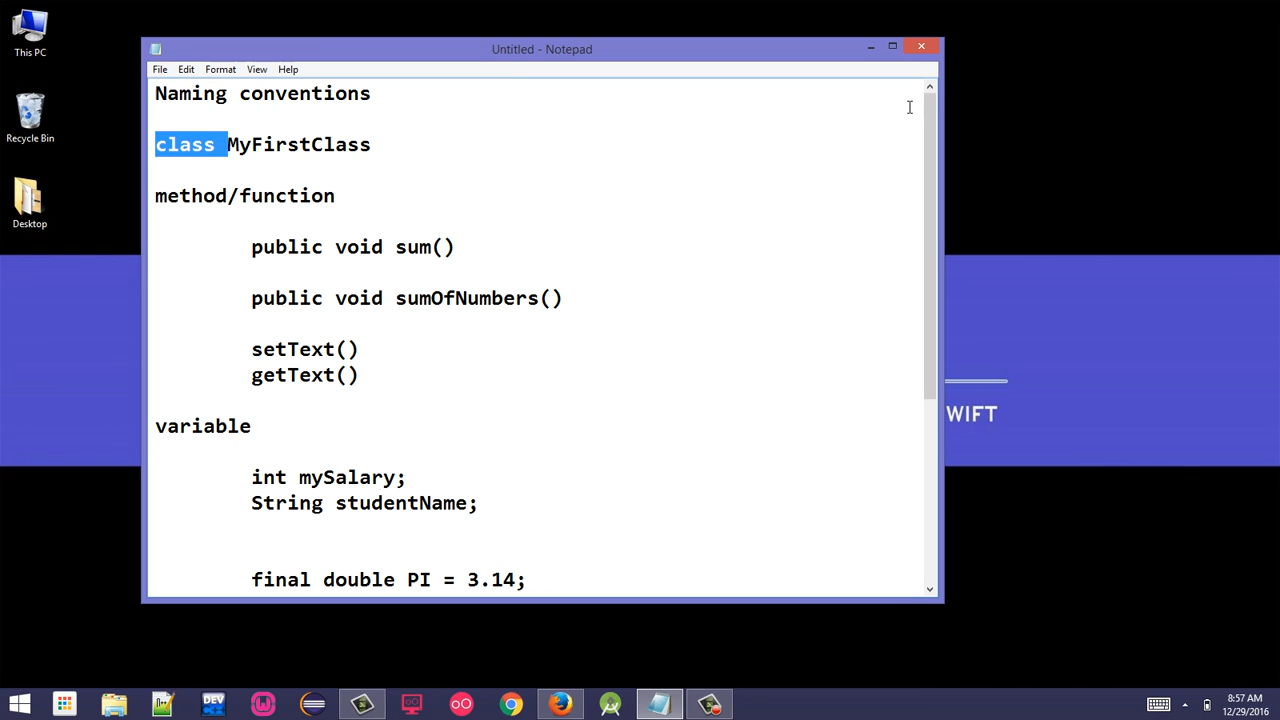 This PC
Recycle Bin
Desktop
Untitled - Notepad
File Edit Format View Help
Naming conventions
class MyFirstClass
method/function
public void sum()
public void sumOfNumbers()
setText()
getText()
variable
int mySalary;
String studentName;
final double PI = 3.14;
WIFT
DEV
8:57 AM
12/29/2016